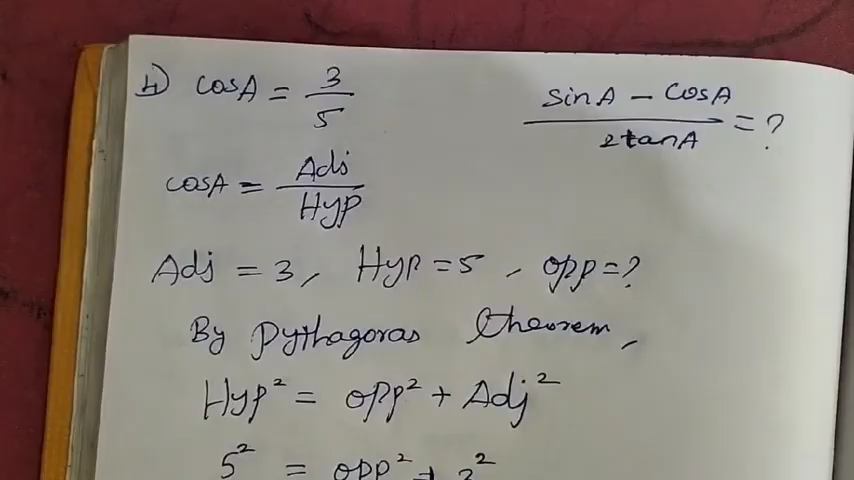 4) cosA = 3/5
sinA - cosA / 2tanA = ?
cosA = Adj/Hyp
Adj = 3, Hyp = 5, opp = ?
By pythagoras theorem,
Hyp² = opp² + Adj²
5² = opp² + 3²